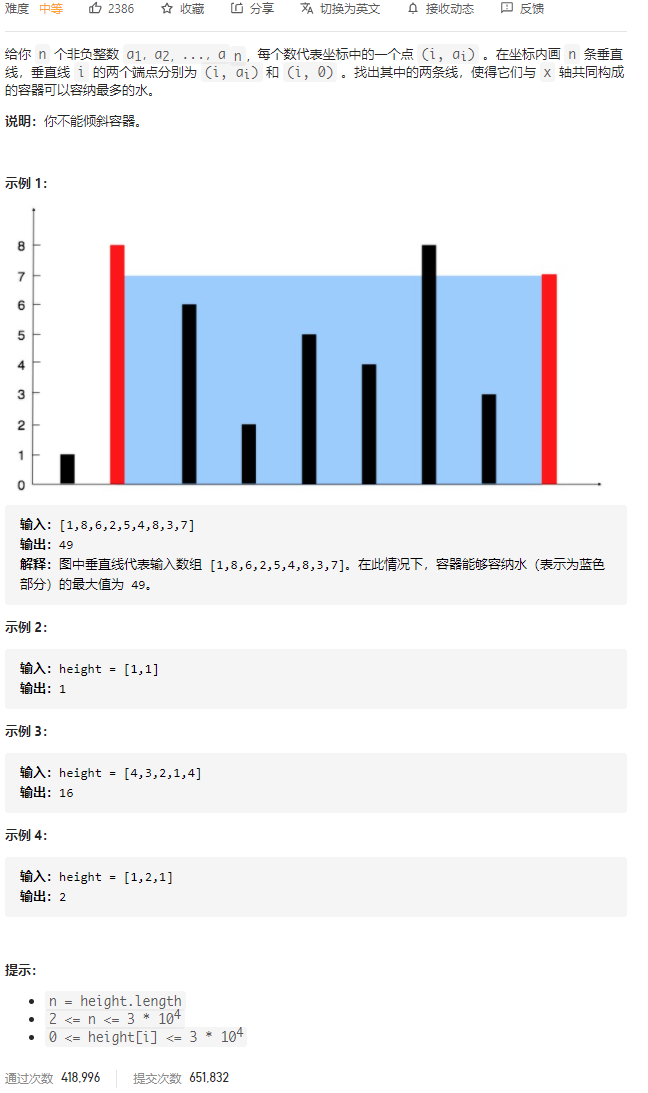 难度 中等 2386 收藏 分享 切换为英文 接收动态 反馈
给你 n 个非负整数 a1, a2, ..., a n，每个数代表坐标中的一个点 (i, ai) 。在坐标内画 n 条垂直
线，垂直线 i 的两个端点分别为 (i, ai) 和 (i, 0) 。找出其中的两条线，使得它们与 x 轴共同构成
的容器可以容纳最多的水。
说明：你不能倾斜容器。
示例 1：
8
7
6
5
4
3
2
1
0
输入：[1,8,6,2,5,4,8,3,7]
输出：49
解释：图中垂直线代表输入数组 [1,8,6,2,5,4,8,3,7]。在此情况下，容器能够容纳水（表示为蓝色
部分）的最大值为 49。
示例 2：
输入：height = [1,1]
输出：1
示例 3：
输入：height = [4,3,2,1,4]
输出：16
示例 4：
输入：height = [1,2,1]
输出：2
提示：
n = height.length
2 <= n <= 3 * 10^4
0 <= height[i] <= 3 * 10^4
通过次数 418,996 提交次数 651,832